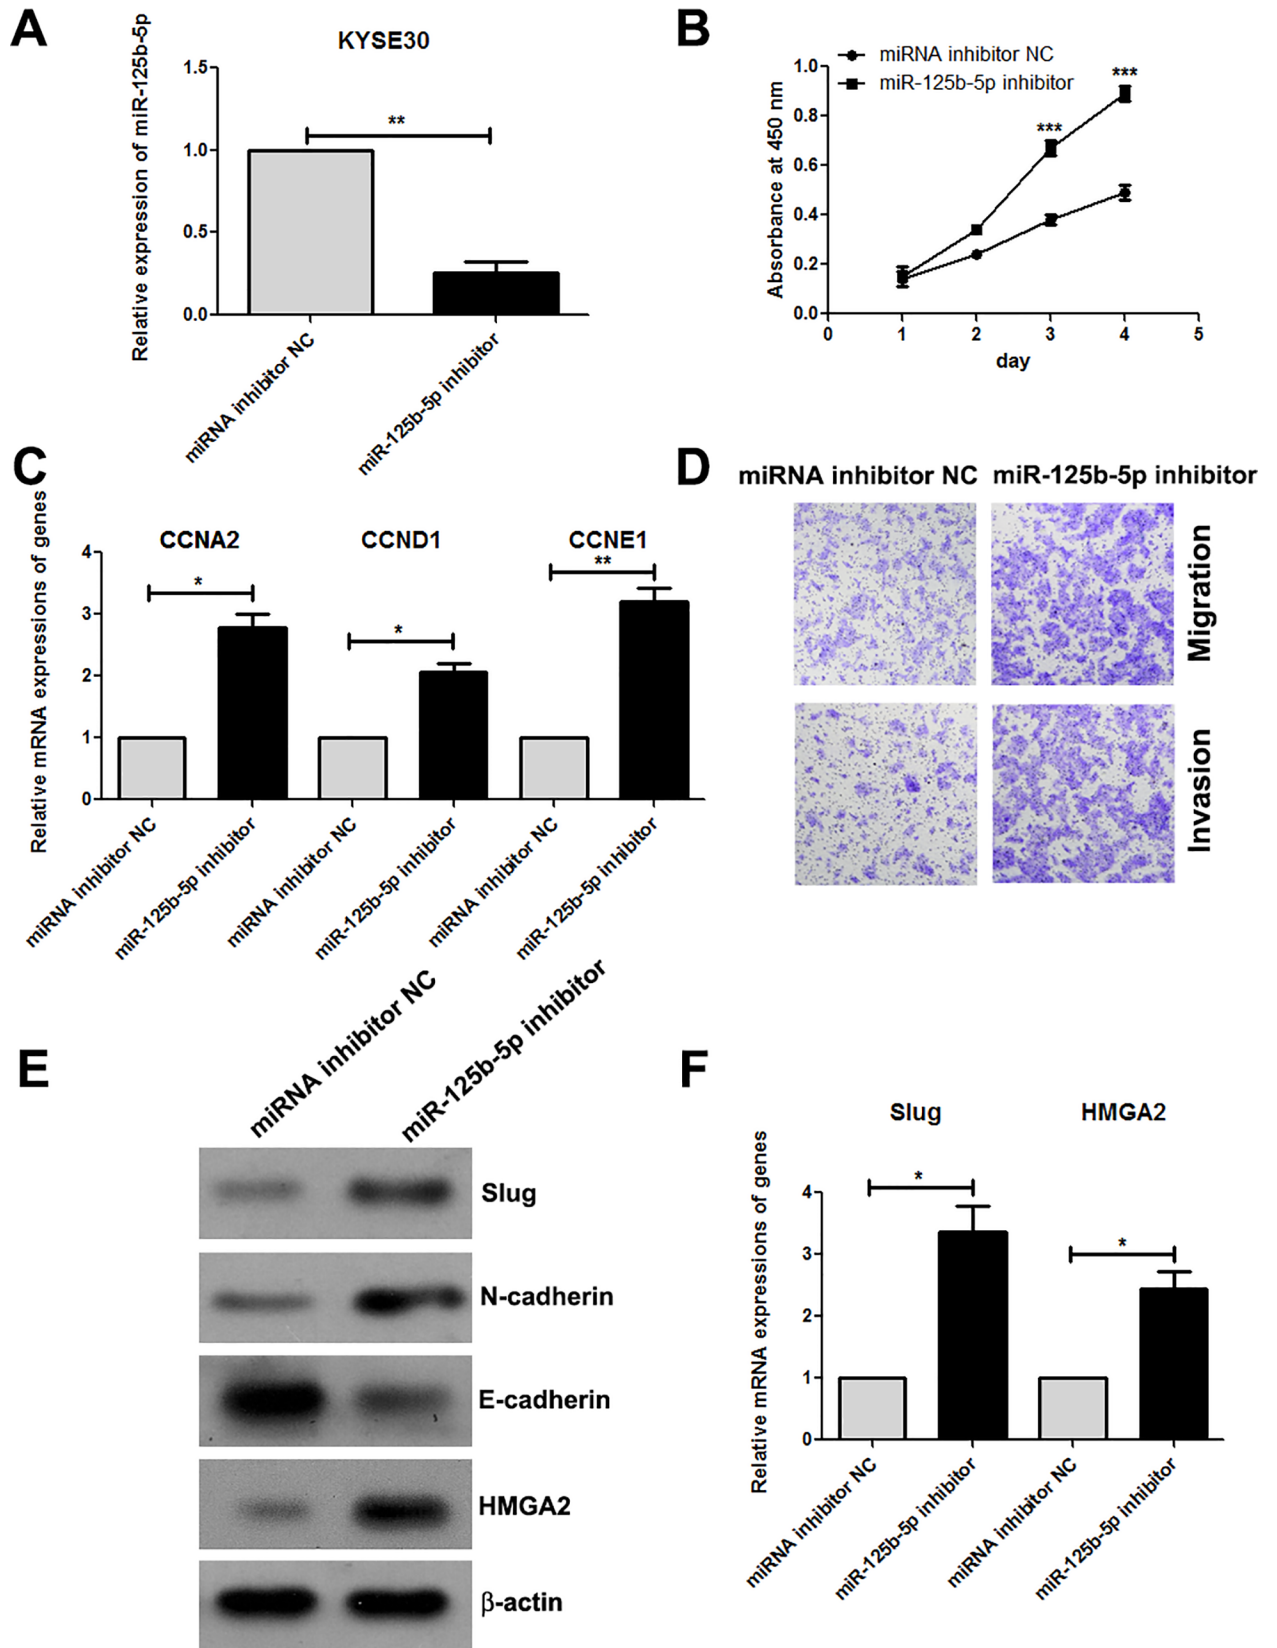 A
KYSE30
Relative expression of miR-125b-5p
1.5
1.0
0.5
0.0
**
miRNA inhibitor NC
miR-125b-5p inhibitor
B
miRNA inhibitor NC
miR-125b-5p inhibitor
Absorbance at 450 nm
1.0
0.8
0.6
0.4
0.2
0.0
***
***
0 1 2 3 4 5
day
C
Relative mRNA expressions of genes
4
3
2
1
0
CCNA2 CCND1 CCNE1
*
*
**
miRNA inhibitor NC
miR-125b-5p inhibitor
miRNA inhibitor NC
miR-125b-5p inhibitor
miRNA inhibitor NC
miR-125b-5p inhibitor
D
miRNA inhibitor NC miR-125b-5p inhibitor
Migration
Invasion
E
miRNA inhibitor NC
miR-125b-5p inhibitor
Slug
N-cadherin
E-cadherin
HMGA2
β-actin
F
Slug HMGA2
Relative mRNA expressions of genes
4
3
2
1
0
*
*
miRNA inhibitor NC
miR-125b-5p inhibitor
miRNA inhibitor NC
miR-125b-5p inhibitor